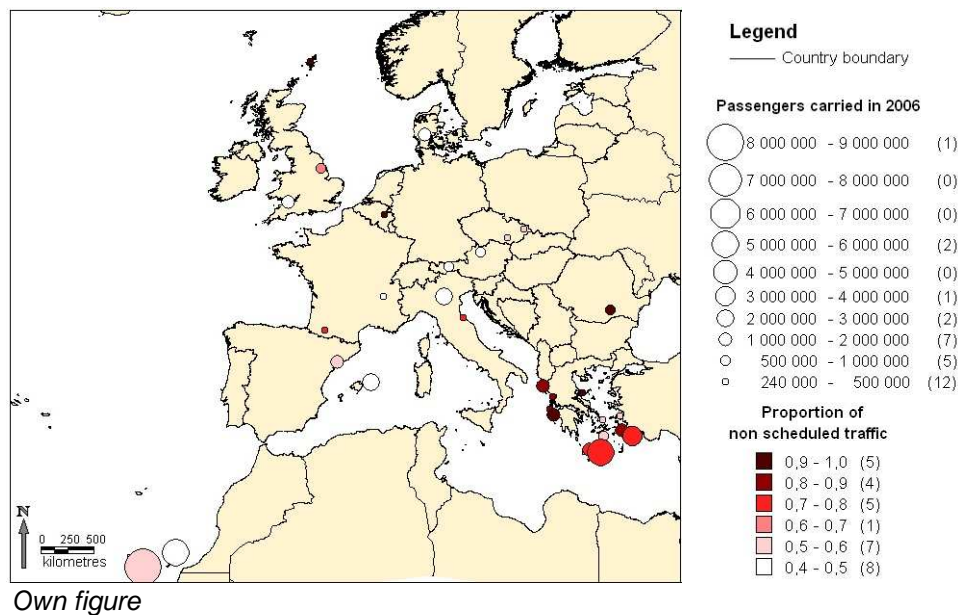 Legend
Country boundary
Passengers carried in 2006
8 000 000 - 9 000 000 (1)
7 000 000 - 8 000 000 (0)
6 000 000 - 7 000 000 (0)
5 000 000 - 6 000 000 (2)
4 000 000 - 5 000 000 (0)
3 000 000 - 4 000 000 (1)
2 000 000 - 3 000 000 (2)
1 000 000 - 2 000 000 (7)
500 000 - 1 000 000 (5)
240 000 - 500 000 (12)
Proportion of
non scheduled traffic
0,9 - 1,0 (5)
0,8 - 0,9 (4)
0,7 - 0,8 (5)
0,6 - 0,7 (1)
0,5 - 0,6 (7)
0,4 - 0,5 (8)
N
0 250 500
kilometres
Own figure